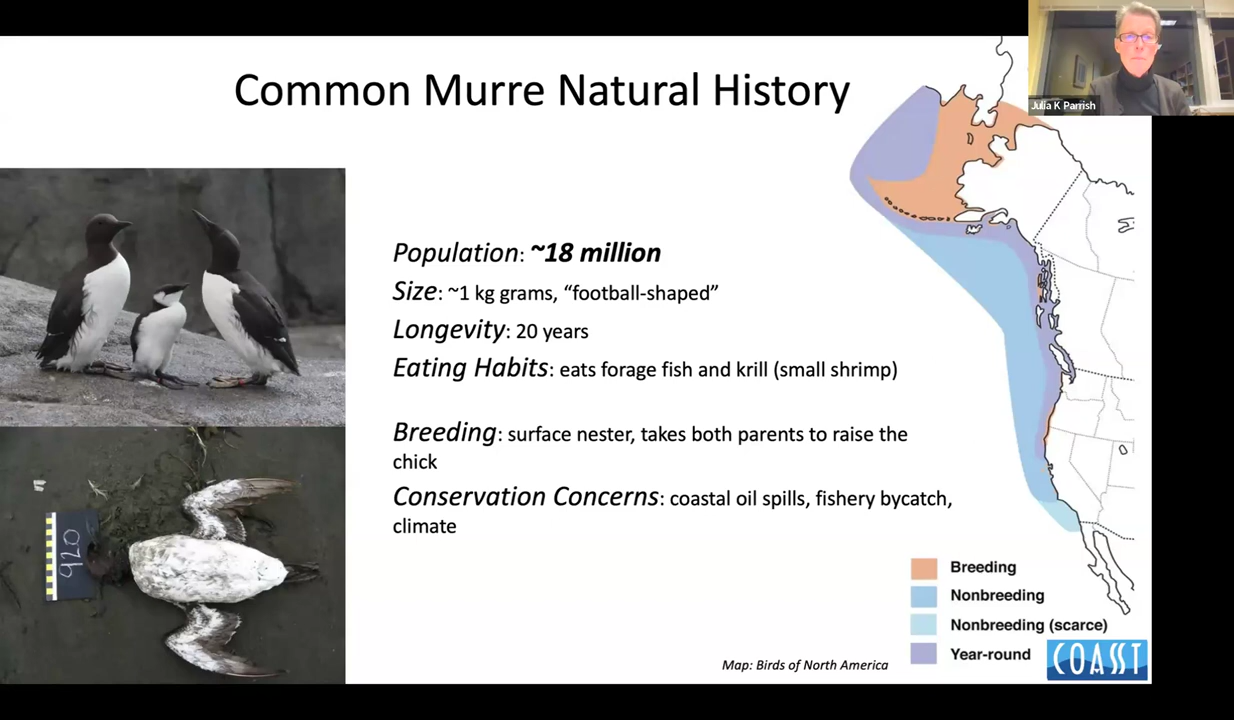 Common Murre Natural History
Julia K Parrish
Population: ~18 million
Size: ~1 kg grams, “football-shaped”
Longevity: 20 years
Eating Habits: eats forage fish and krill (small shrimp)
Breeding: surface nester, takes both parents to raise the
chick
Conservation Concerns: coastal oil spills, fishery bycatch,
climate
920
Breeding
Nonbreeding
Nonbreeding (scarce)
Year-round
Map: Birds of North America
COASST